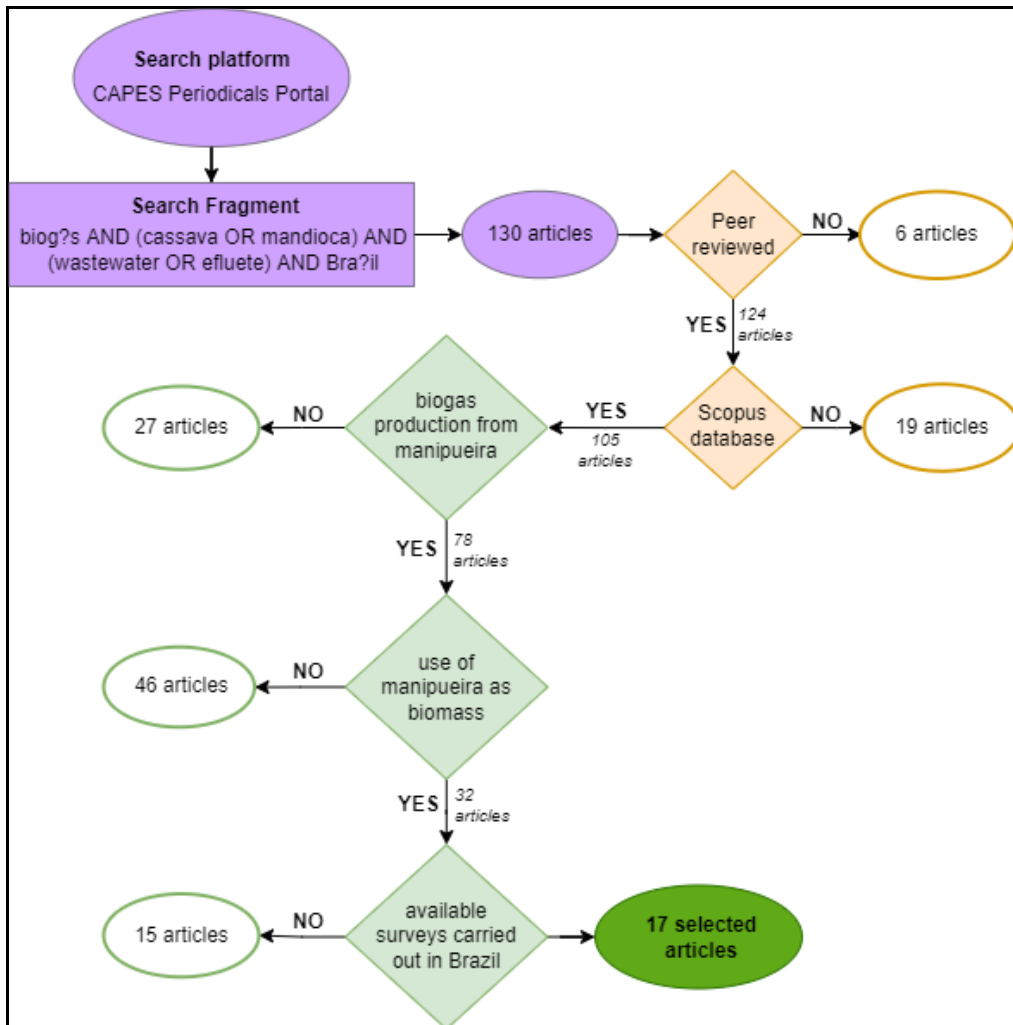 Search platform
CAPES Periodicals Portal
Search Fragment
biog?s AND (cassava OR mandioca) AND
(wastewater OR efluete) AND Bra?il
130 articles
Peer
reviewed
NO
6 articles
YES
124
articles
Scopus
database
NO
19 articles
YES
105
articles
biogas
production from
manipueira
NO
27 articles
YES
78
articles
use of
manipueira as
biomass
NO
46 articles
YES
32
articles
available
surveys carried
out in Brazil
NO
15 articles
17 selected
articles